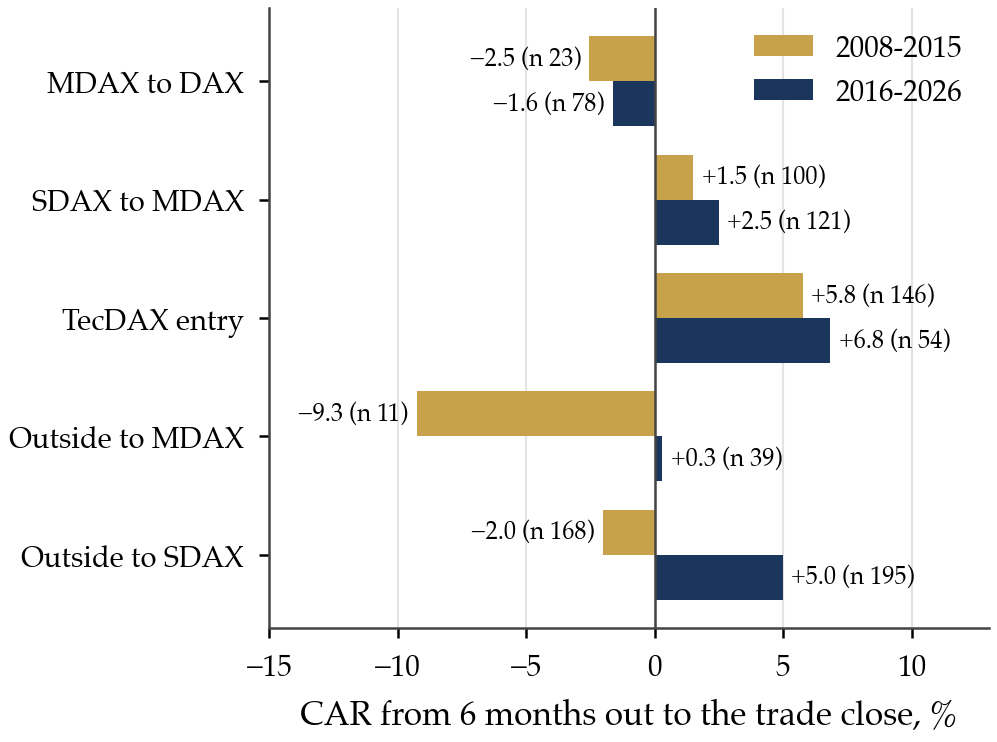 2008-2015
2016-2026
MDAX to DAX
−2.5 (n 23)
−1.6 (n 78)
SDAX to MDAX
+1.5 (n 100)
+2.5 (n 121)
TecDAX entry
+5.8 (n 146)
+6.8 (n 54)
Outside to MDAX
−9.3 (n 11)
+0.3 (n 39)
Outside to SDAX
−2.0 (n 168)
+5.0 (n 195)
−15 −10 −5 0 5 10
CAR from 6 months out to the trade close, %